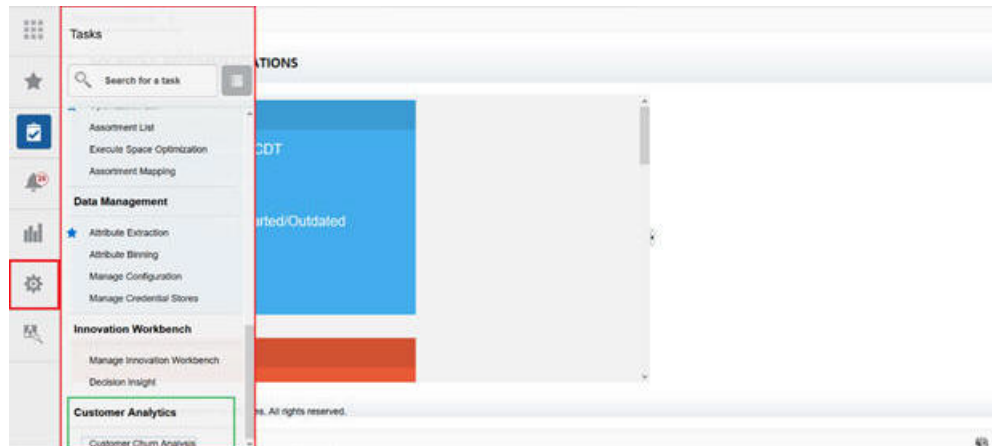 Tasks
Search for a task
ATIONS
Assortment List
Execute Space Optimization
CDT
Assortment Mapping
Data Management
Attribute Extraction
arted/Outdated
Attribute Binning
Manage Configuration
Manage Credential Stores
Innovation Workbench
Manage Innovation Workbench
Decision Insight
Customer Analytics
es. All rights reserved.
Customer Churn Analysis